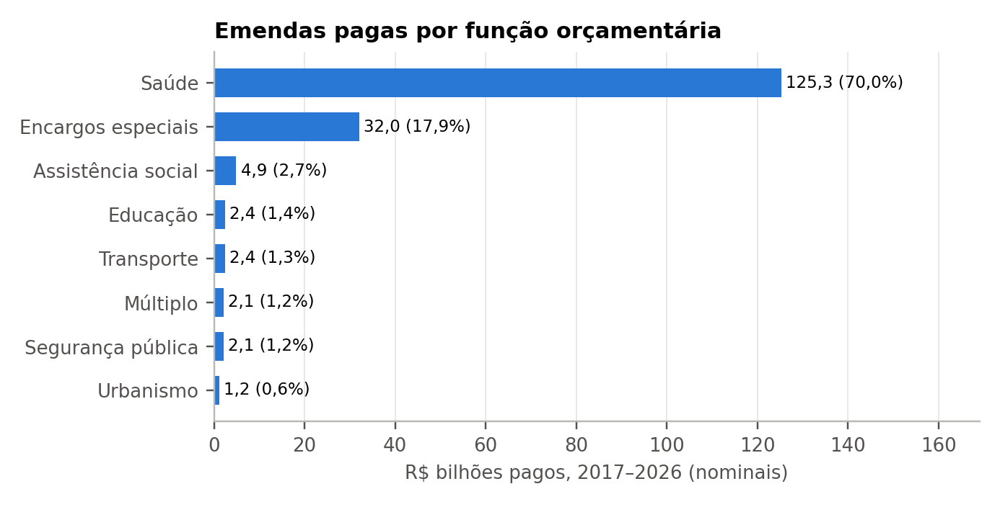 Emendas pagas por função orçamentária
Saúde 125,3 (70,0%)
Encargos especiais 32,0 (17,9%)
Assistência social 4,9 (2,7%)
Educação 2,4 (1,4%)
Transporte 2,4 (1,3%)
Múltiplo 2,1 (1,2%)
Segurança pública 2,1 (1,2%)
Urbanismo 1,2 (0,6%)
0 20 40 60 80 100 120 140 160
R$ bilhões pagos, 2017–2026 (nominais)